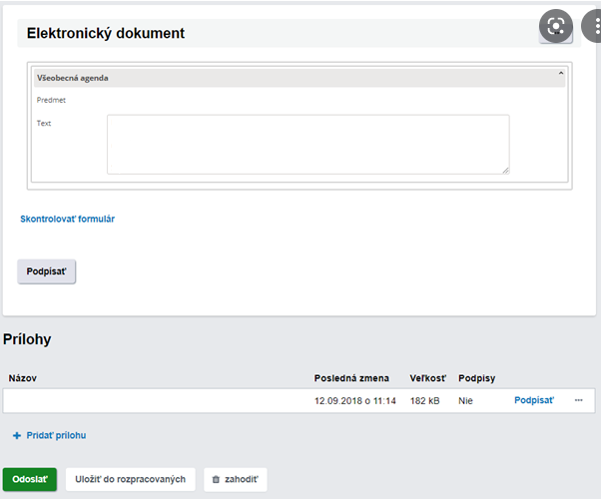 Elektronický dokument
Všeobecná agenda
Predmet
Text
Skontrolovať formulár
Podpísať
Prílohy
Názov Posledná zmena Veľkosť Podpisy
12.09.2018 o 11:14 182 kB Nie Podpísať ···
+ Pridať prílohu
Odoslať Uložiť do rozpracovaných zahodiť